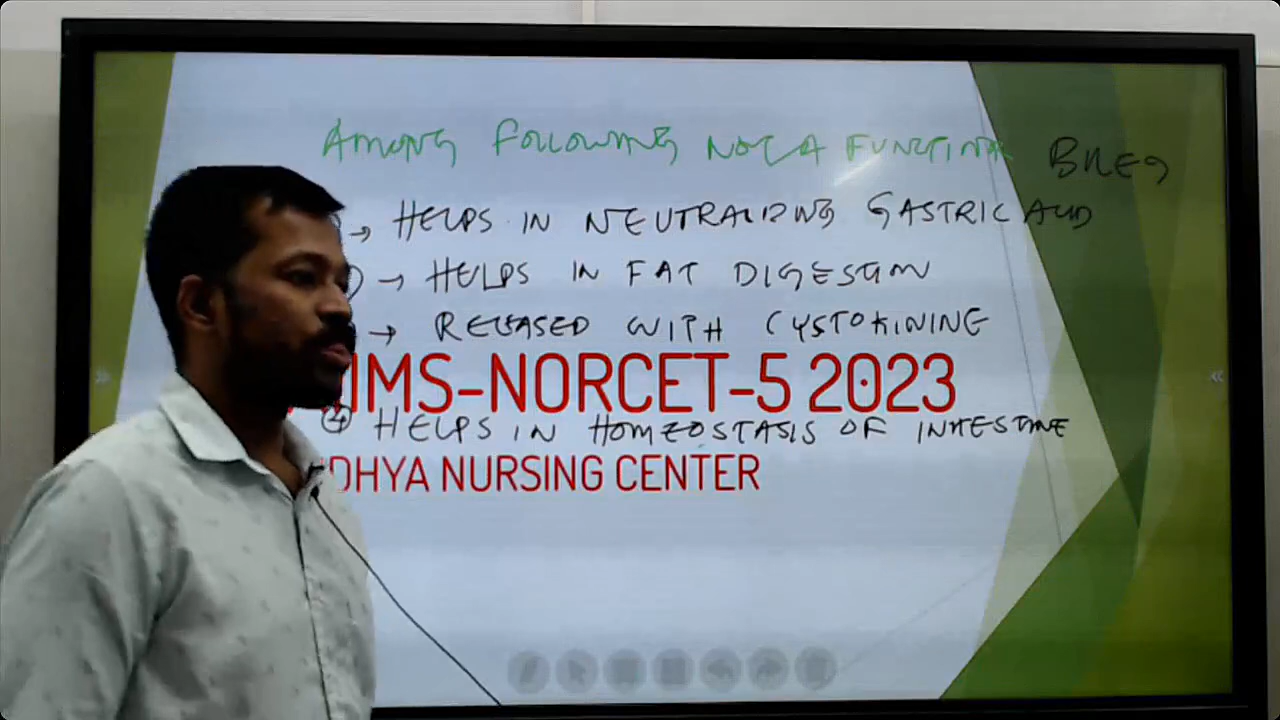 AMONG FOLLOWING NOT A FUNCTION BILE?
→ HELPS IN NEUTRALIZING GASTRIC ACID
→ HELPS IN FAT DIGESTION
→ RELEASED WITH CYSTOKINING
IMS-NORCET-5 2023
④ HELPS IN HOMEOSTASIS OF INTESTINE
DHYA NURSING CENTER